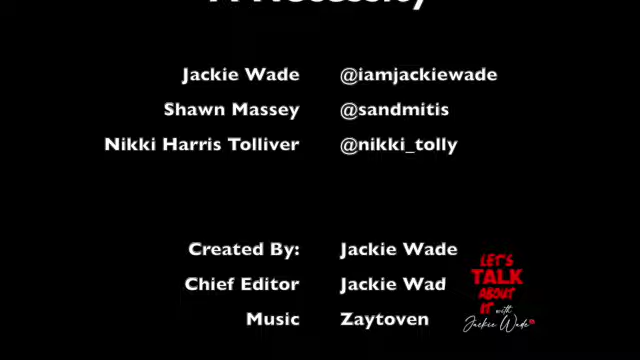 A Necessity
Jackie Wade @iamjackiewade
Shawn Massey @sandmitis
Nikki Harris Tolliver @nikki_tolly
Created By: Jackie Wade
Chief Editor Jackie Wad
Music Zaytoven
LET'S
TALK
ABOUT
IT with
Jackie Wade